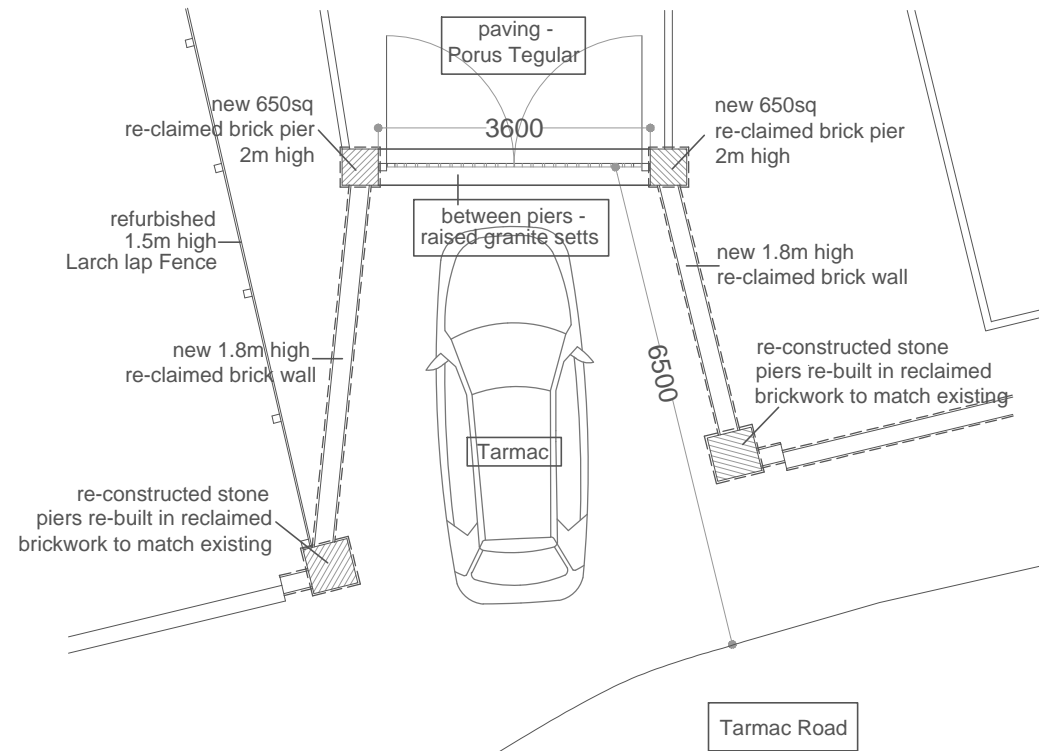 paving -
Porus Tegular
new 650sq
re-claimed brick pier
2m high
3600
new 650sq
re-claimed brick pier
2m high
between piers -
raised granite setts
refurbished
1.5m high
Larch lap Fence
new 1.8m high
re-claimed brick wall
new 1.8m high
re-claimed brick wall
6500
re-constructed stone
piers re-built in reclaimed
brickwork to match existing
Tarmac
re-constructed stone
piers re-built in reclaimed
brickwork to match existing
Tarmac Road